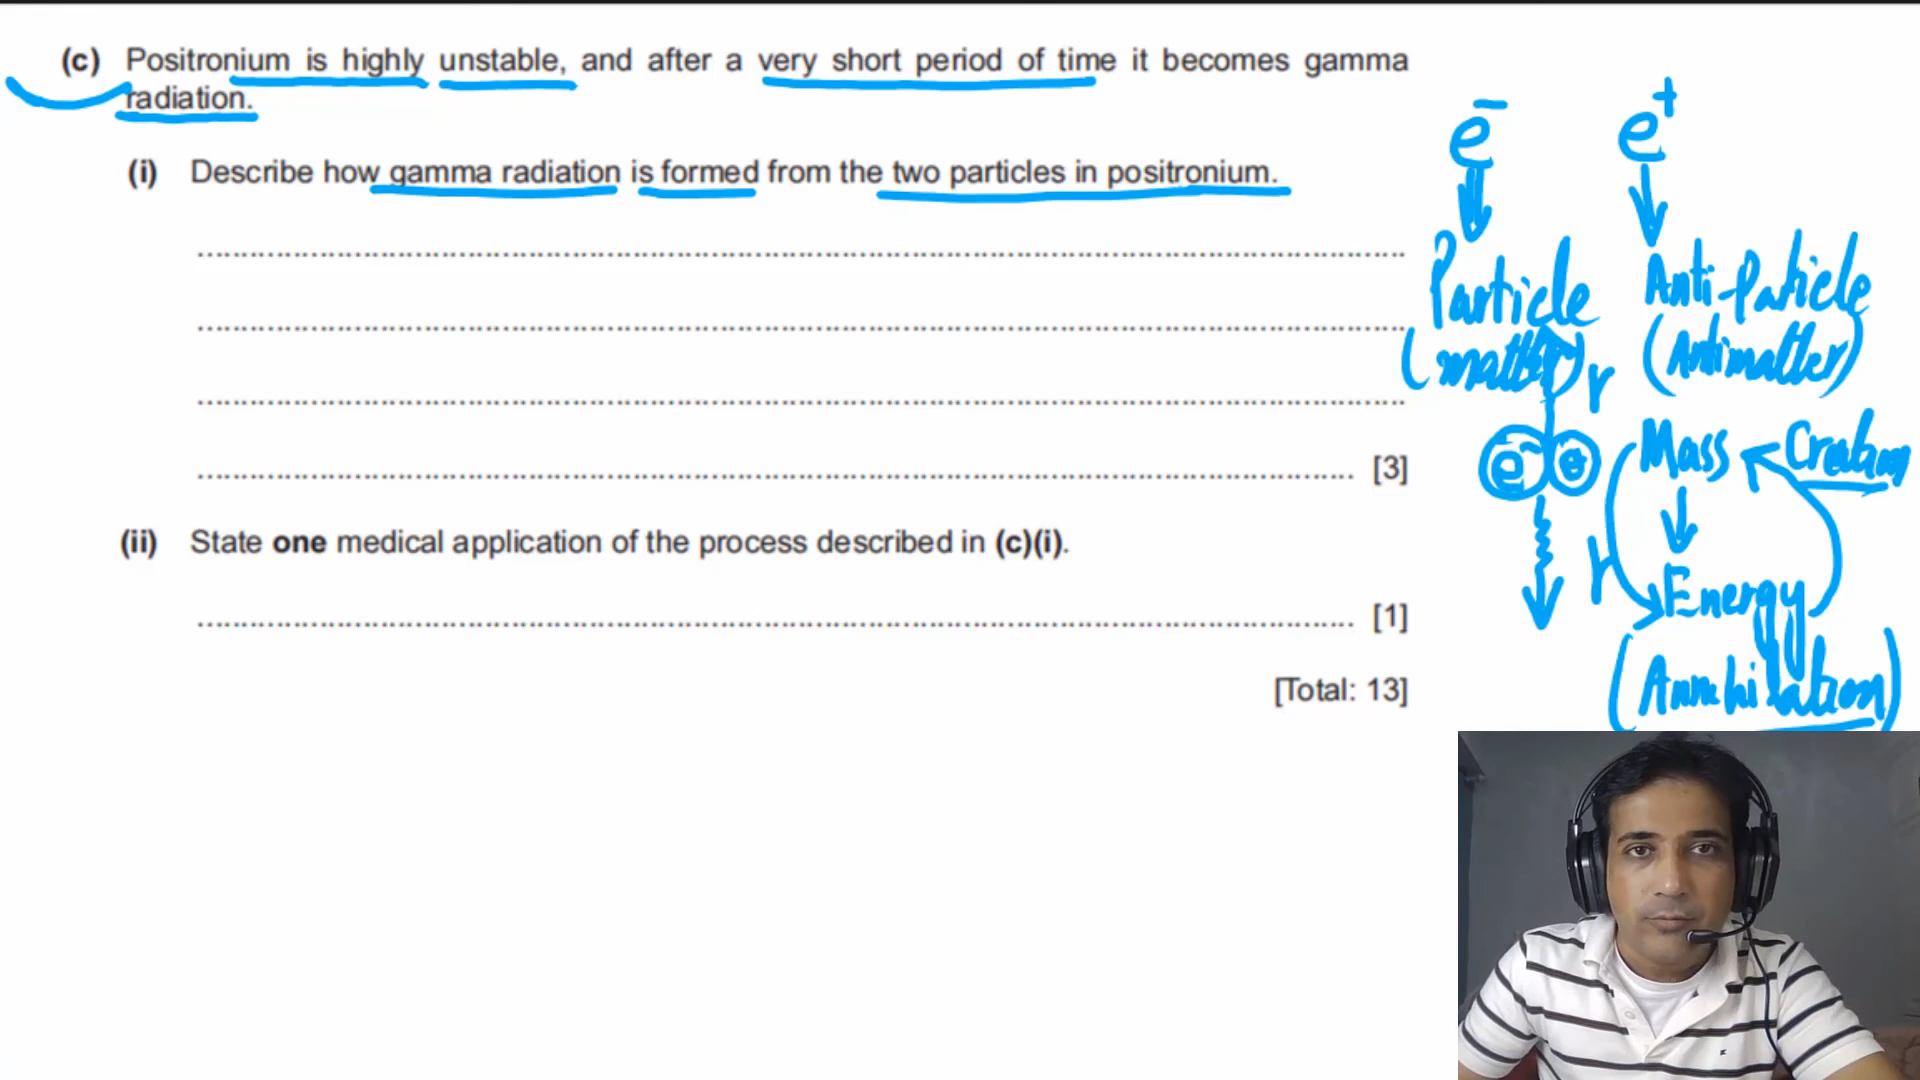 (c) Positronium is highly unstable, and after a very short period of time it becomes gamma
radiation.
(i) Describe how gamma radiation is formed from the two particles in positronium.
[3]
(ii) State one medical application of the process described in (c)(i).
[1]
[Total: 13]
e⁻ e⁺
Particle Anti-Particle
(matter) (Antimatter)
r
e⁻ Mass Creation
r Energy
(Annihilation)